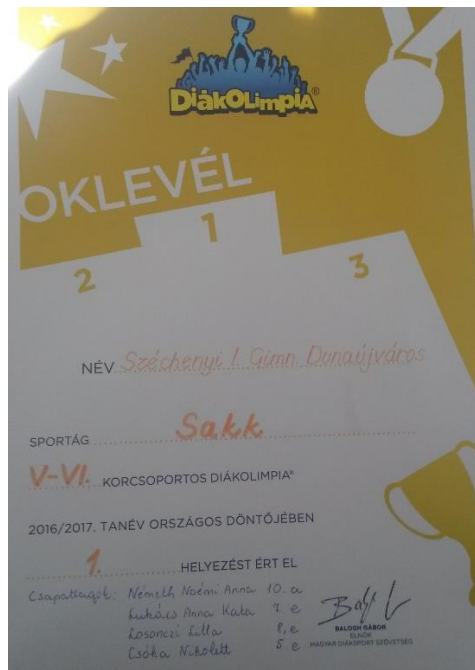 DiákOLimpiA®
OKLEVÉL
1
2
3
NÉV Széchenyi I. Gimn. Dunaújváros
SPORTÁG Sakk
V-VI. KORCSOPORTOS DIÁKOLIMPIA®
2016/2017. TANÉV ORSZÁGOS DÖNTŐJÉBEN
1. HELYEZÉST ÉRT EL
Csapattagok: Németh Noémi Anna 10. a
Lukács Anna Kata 7. e
Losonczi Lilla 8. e
Csóka Nikolett 5 e
BALOGH GÁBOR
ELNÖK
MAGYAR DIÁKSPORT SZÖVETSÉG